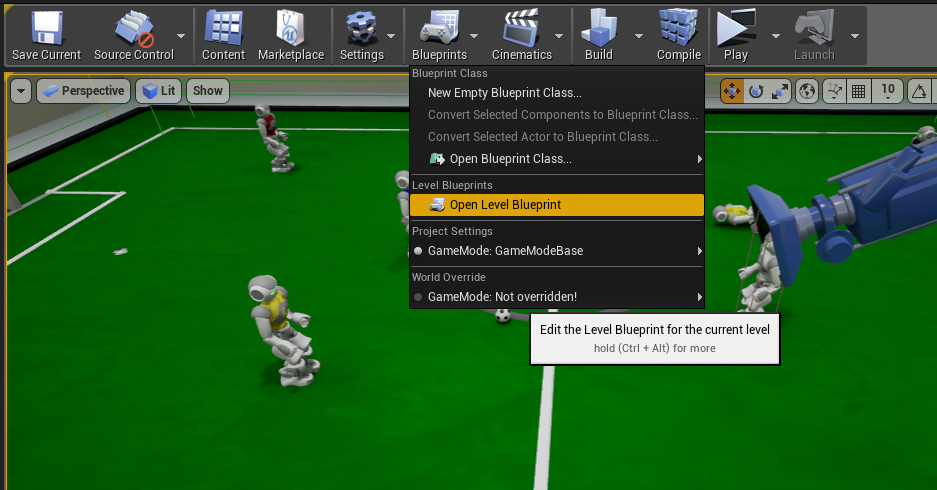 Save Current
Source Control
Content
Marketplace
Settings
Blueprints
Cinematics
Build
Compile
Play
Launch
Perspective
Lit
Show
10
Blueprint Class
New Empty Blueprint Class...
Convert Selected Components to Blueprint Class...
Convert Selected Actor to Blueprint Class...
Open Blueprint Class...
Level Blueprints
Open Level Blueprint
Project Settings
GameMode: GameModeBase
World Override
GameMode: Not overridden!
Edit the Level Blueprint for the current level
hold (Ctrl + Alt) for more